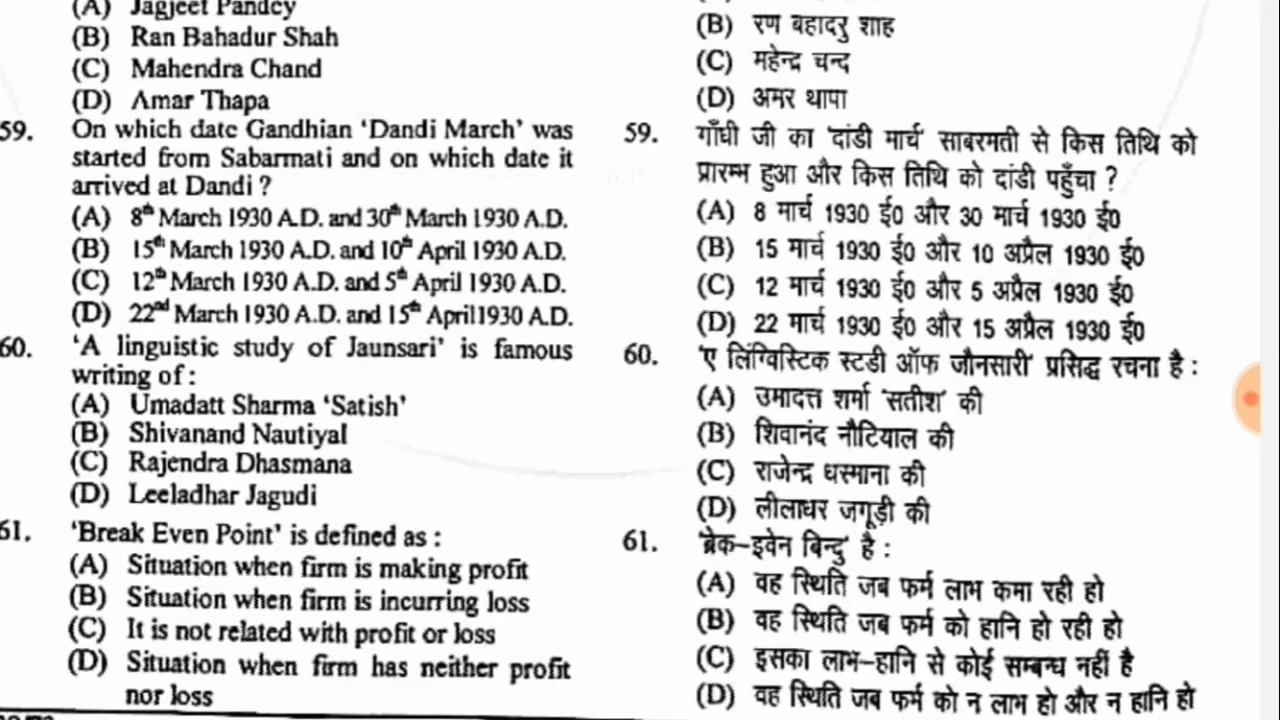 (A) Jagjeet Pandey
(B) Ran Bahadur Shah
(C) Mahendra Chand
(D) Amar Thapa
59. On which date Gandhian ‘Dandi March’ was
started from Sabarmati and on which date it
arrived at Dandi ?
(A) 8th March 1930 A.D. and 30th March 1930 A.D.
(B) 15th March 1930 A.D. and 10th April 1930 A.D.
(C) 12th March 1930 A.D. and 5th April 1930 A.D.
(D) 22nd March 1930 A.D. and 15th April1930 A.D.
60. ‘A linguistic study of Jaunsari’ is famous
writing of :
(A) Umadatt Sharma ‘Satish’
(B) Shivanand Nautiyal
(C) Rajendra Dhasmana
(D) Leeladhar Jagudi
61. ‘Break Even Point’ is defined as :
(A) Situation when firm is making profit
(B) Situation when firm is incurring loss
(C) It is not related with profit or loss
(D) Situation when firm has neither profit
nor loss
(B) रण बहादरु शाह
(C) महेन्द्र चन्द
(D) अमर थापा
59. गाँधी जी का 'दांडी मार्च' साबरमती से किस तिथि को
प्रारम्भ हुआ और किस तिथि को दांडी पहुँचा ?
(A) 8 मार्च 1930 ई0 और 30 मार्च 1930 ई0
(B) 15 मार्च 1930 ई0 और 10 अप्रैल 1930 ई0
(C) 12 मार्च 1930 ई0 और 5 अप्रैल 1930 ई0
(D) 22 मार्च 1930 ई0 और 15 अप्रैल 1930 ई0
60. 'ए लिंग्विस्टिक स्टडी ऑफ जौनसारी' प्रसिद्ध रचना है :
(A) उमादत्त शर्मा 'सतीश' की
(B) शिवानंद नौटियाल की
(C) राजेन्द्र धस्माना की
(D) लीलाधर जगूड़ी की
61. 'ब्रेक-इवेन बिन्दु' है :
(A) वह स्थिति जब फर्म लाभ कमा रही हो
(B) वह स्थिति जब फर्म को हानि हो रही हो
(C) इसका लाभ-हानि से कोई सम्बन्ध नहीं है
(D) वह स्थिति जब फर्म को न लाभ हो और न हानि हो